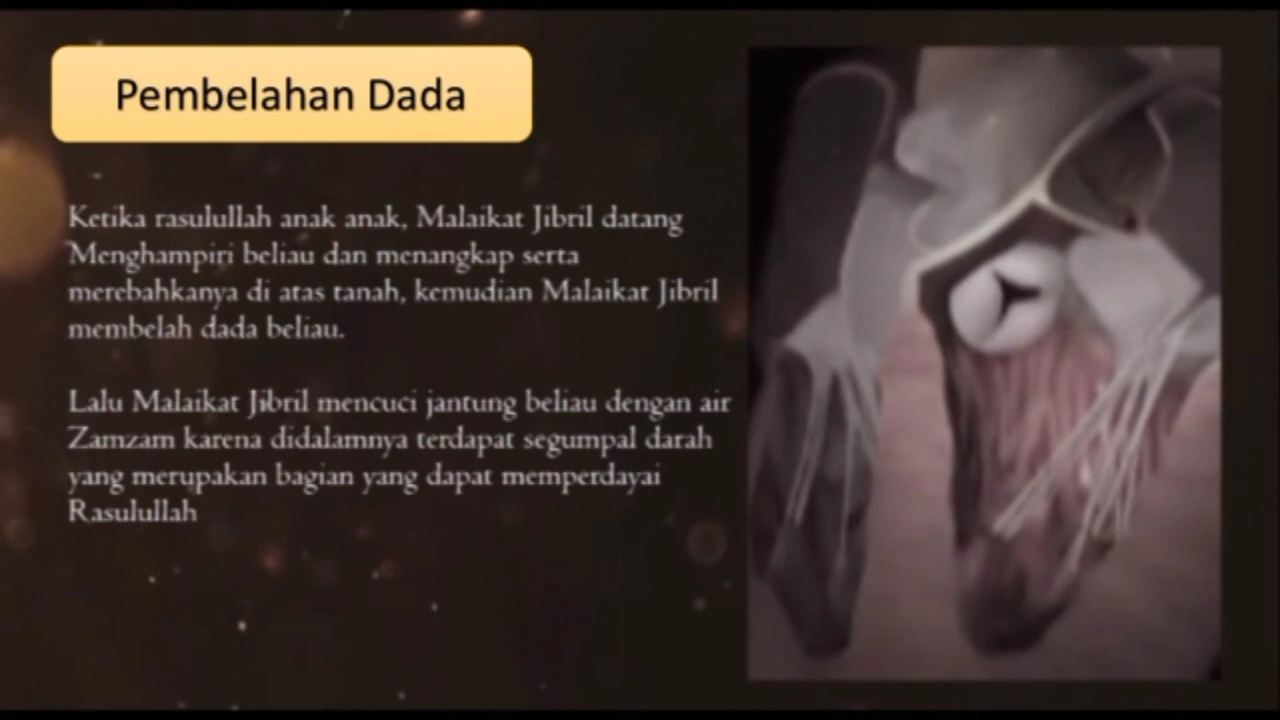 Pembelahan Dada
Ketika rasulullah anak anak, Malaikat Jibril datang
Menghampiri beliau dan menangkap serta
merebahkanya di atas tanah, kemudian Malaikat Jibril
membelah dada beliau.
Lalu Malaikat Jibril mencuci jantung beliau dengan air
Zamzam karena didalamnya terdapat segumpal darah
yang merupakan bagian yang dapat memperdayai
Rasulullah